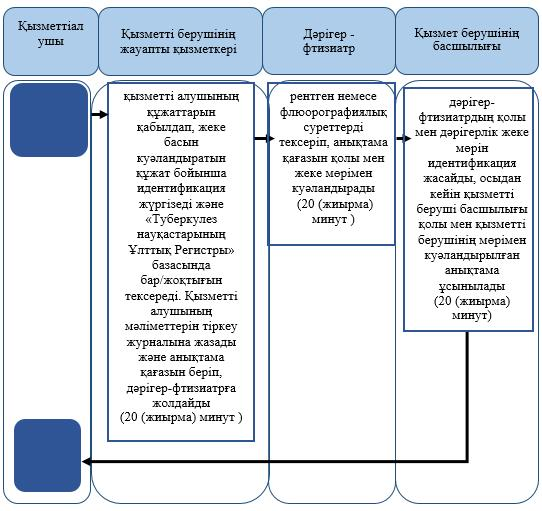 Қызметтіал
ушы
Қызметті берушінің
жауапты қызметкері
Дәрігер -
фтизиатр
Қызмет берушінің
басшылығы
қызметті алушының
құжаттарын
қабылдап, жеке
басын
куәландыратын
құжат бойынша
идентификация
жүргізеді және
«Туберкулез
науқастарының
Ұлттық Регистры»
базасында
бар/жоқтығын
тексереді. Қызметті
алушының
мәліметтерін тіркеу
журналына жазады
және анықтама
қағазын беріп,
дәрігер-фтизиатрға
жолдайды
(20 (жиырма) минут )
рентген немесе
флюорографиялық
суреттерді
тексеріп, анықтама
қағазын қолы мен
жеке мөрімен
куәландырады
(20 (жиырма)
минут )
дәрігер-
фтизиатрдың қолы
мен дәрігерлік жеке
мөрін
идентификация
жасайды, осыдан
кейін қызметті
беруші басшылығы
қолы мен қызметті
берушінің мөрімен
куәландырылған
анықтама
ұсынылады
(20 (жиырма)
минут)